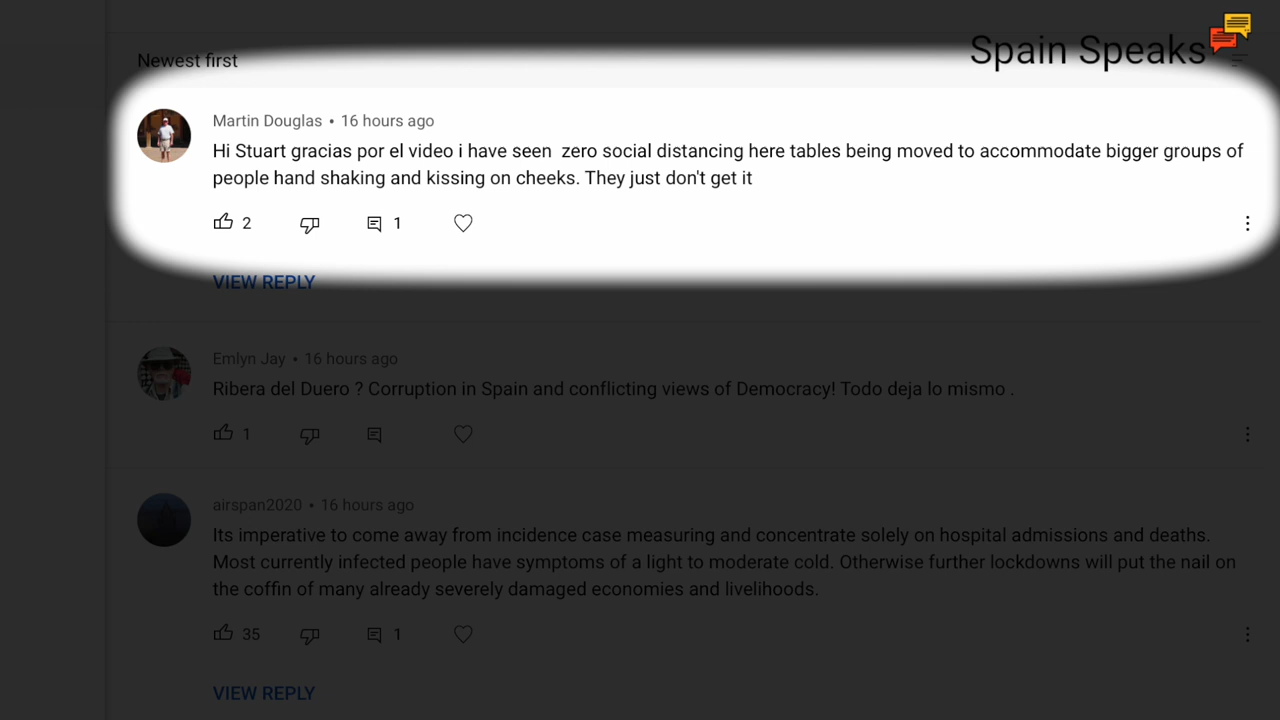 Spain Speaks
Newest first
Martin Douglas • 16 hours ago
Hi Stuart gracias por el video i have seen  zero social distancing here tables being moved to accommodate bigger groups of
people hand shaking and kissing on cheeks. They just don't get it
2 1
VIEW REPLY
Emlyn Jay • 16 hours ago
Ribera del Duero ? Corruption in Spain and conflicting views of Democracy! Todo deja lo mismo .
1
airspan2020 • 16 hours ago
Its imperative to come away from incidence case measuring and concentrate solely on hospital admissions and deaths.
Most currently infected people have symptoms of a light to moderate cold. Otherwise further lockdowns will put the nail on
the coffin of many already severely damaged economies and livelihoods.
35 1
VIEW REPLY